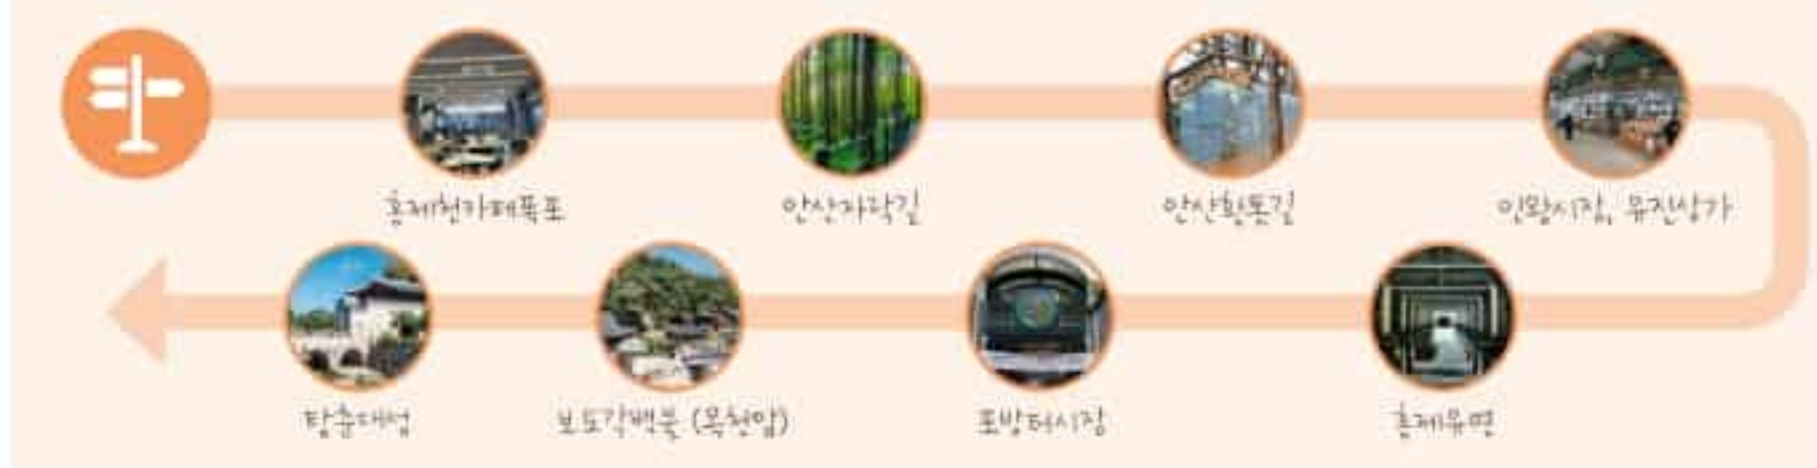 홍제천카페폭포
안산자락길
안산황톳길
인왕시장, 유진상가
홍제유연
포방터시장
보도각백불 (옥천암)
탕춘대성